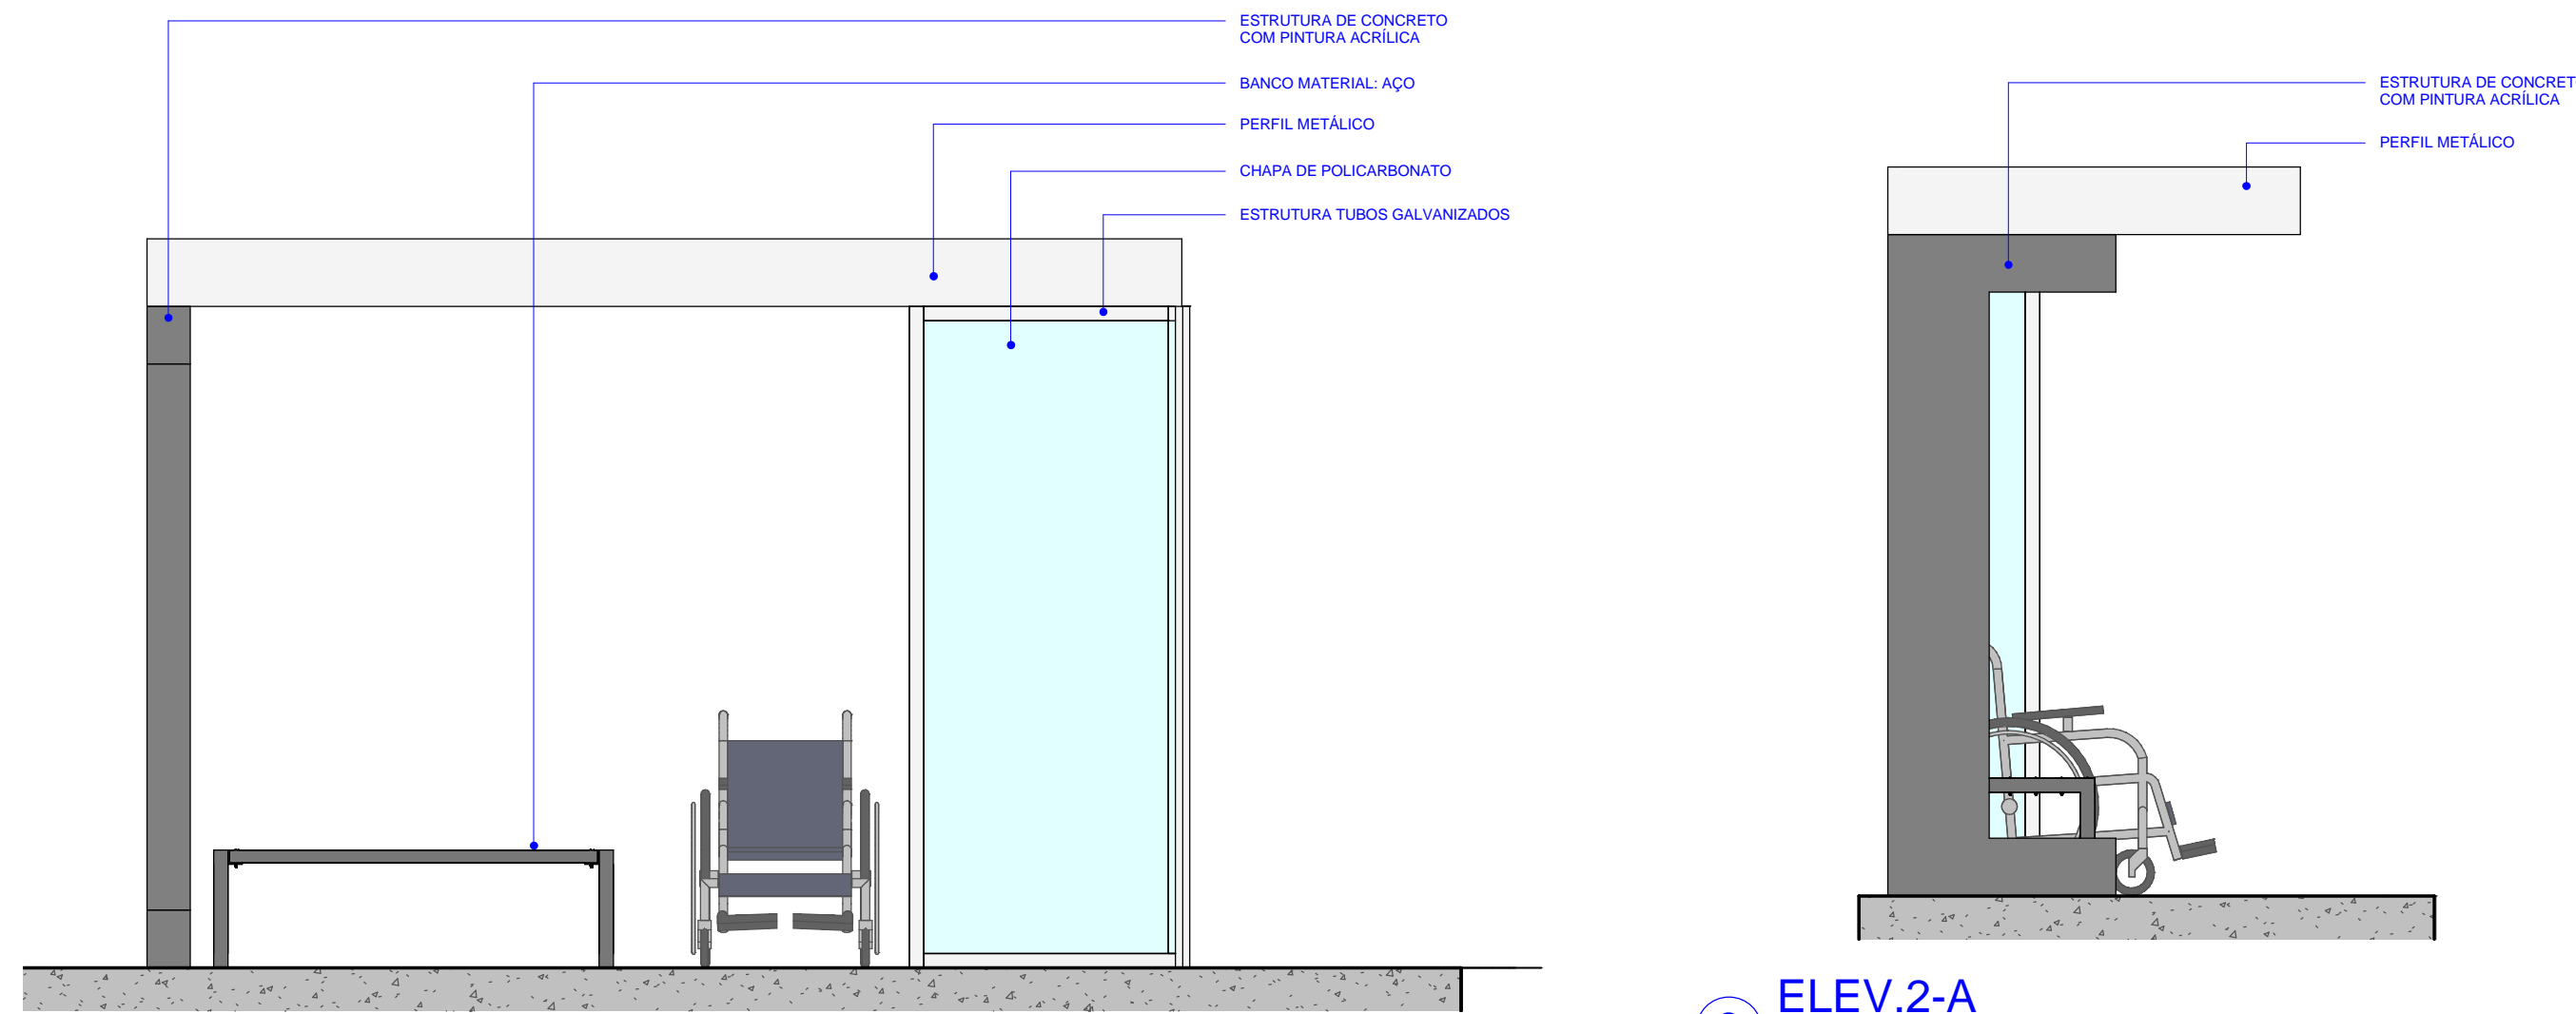 ESTRUTURA DE CONCRETO
COM PINTURA ACRÍLICA
BANCO MATERIAL: AÇO
PERFIL METÁLICO
CHAPA DE POLICARBONATO
ESTRUTURA TUBOS GALVANIZADOS
ESTRUTURA DE CONCRET
COM PINTURA ACRÍLICA
PERFIL METÁLICO
ELEV.2-A